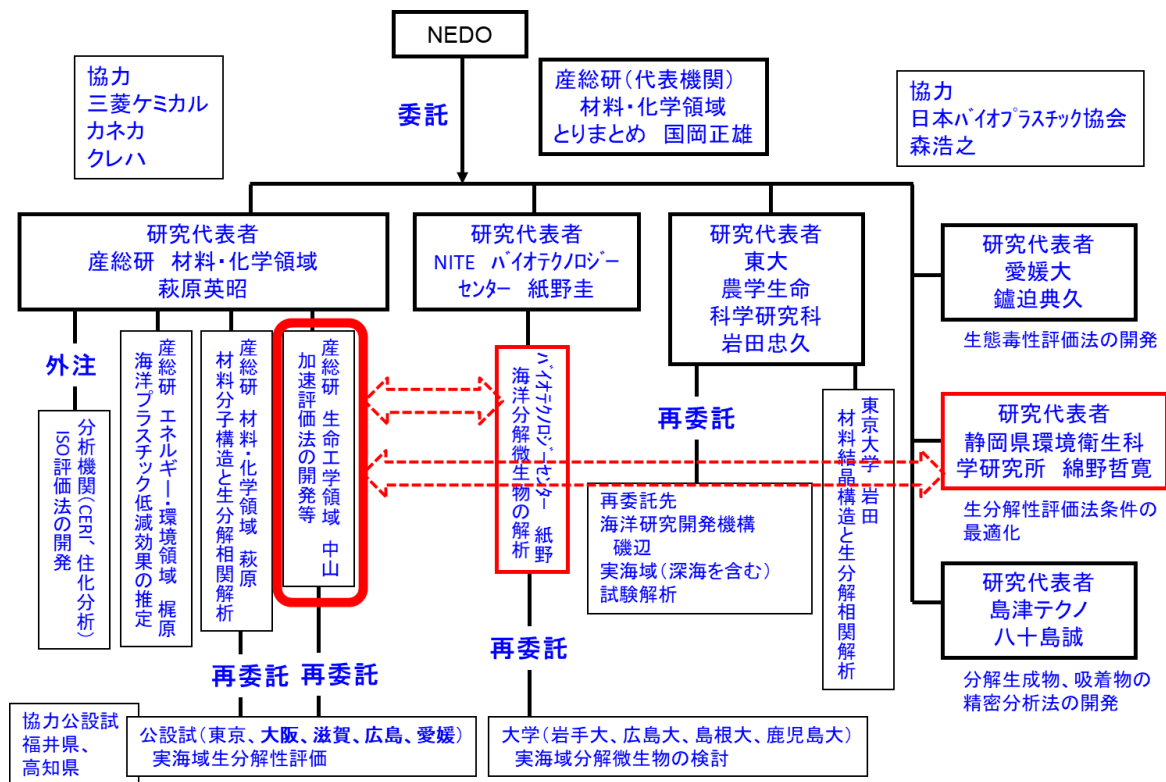 NEDO
協力
三菱ケミカル
カネカ
クレハ
委託
産総研(代表機関)
材料・化学領域
とりまとめ 国岡正雄
協力
日本バイオプラスチック協会
森浩之
研究代表者
産総研 材料・化学領域
萩原英昭
研究代表者
NITE バイオテクノロジー
センター 紙野圭
研究代表者
東大
農学生命
科学研究科
岩田忠久
研究代表者
愛媛大
鑪迫典久
生態毒性評価法の開発
外注
分析機関(CERI、住化分析)
ISO評価法の開発
産総研 エネルギー・環境領域 梶原
海洋プラスチック低減効果の推定
産総研 材料・化学領域 萩原
材料分子構造と生分解相関解析
産総研 生命工学領域 中山
加速評価法の開発等
バイオテクノロジーセンター 紙野
海洋分解微生物の解析
再委託
再委託先
海洋研究開発機構
磯辺
実海域(深海を含む)
試験解析
東京大学 岩田
材料結晶構造と生分解相関解析
研究代表者
静岡県環境衛生科
学研究所 綿野哲寛
生分解性評価法条件の
最適化
研究代表者
島津テクノ
八十島誠
分解生成物、吸着物の
精密分析法の開発
再委託
再委託
再委託
協力公設試
福井県、
高知県
公設試(東京、大阪、滋賀、広島、愛媛)
実海域生分解性評価
大学(岩手大、広島大、島根大、鹿児島大)
実海域分解微生物の検討